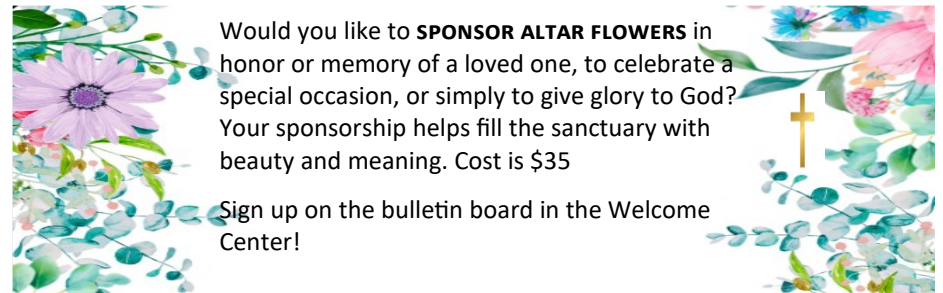 Would you like to SPONSOR ALTAR FLOWERS in
honor or memory of a loved one, to celebrate a
special occasion, or simply to give glory to God?
Your sponsorship helps fill the sanctuary with
beauty and meaning. Cost is $35
Sign up on the bulletin board in the Welcome
Center!